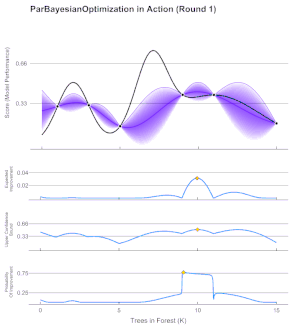 ParBayesianOptimization in Action (Round 1)
Score (Model Performance)
0.66
0.33
Expected
Improvement
0.04
0.02
Upper Confidence
Bound
0.66
0.33
Probability
Of Improvement
0.75
0.25
0
5
10
15
Trees in Forest (K)